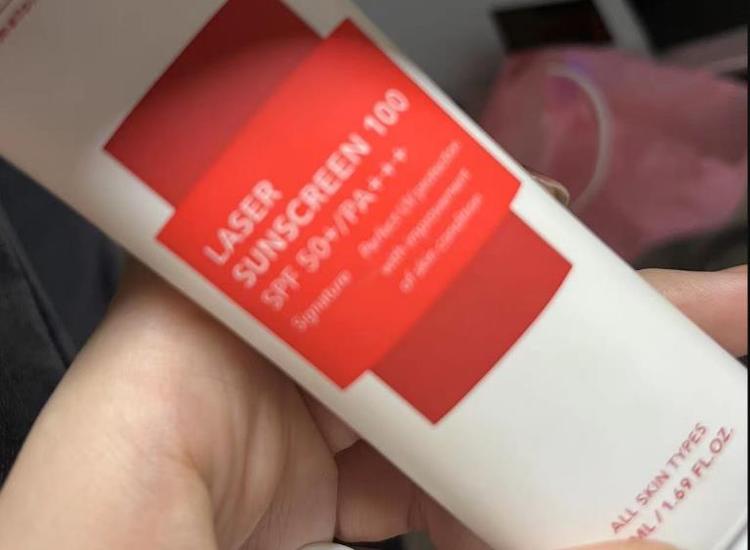 LASER
SUNSCREEN 100
SPF 50+/PA+++
Signature
Perfect UV protection
with improvement
of skin condition
ALL SKIN TYPES
ML / 1.69 FL.OZ.